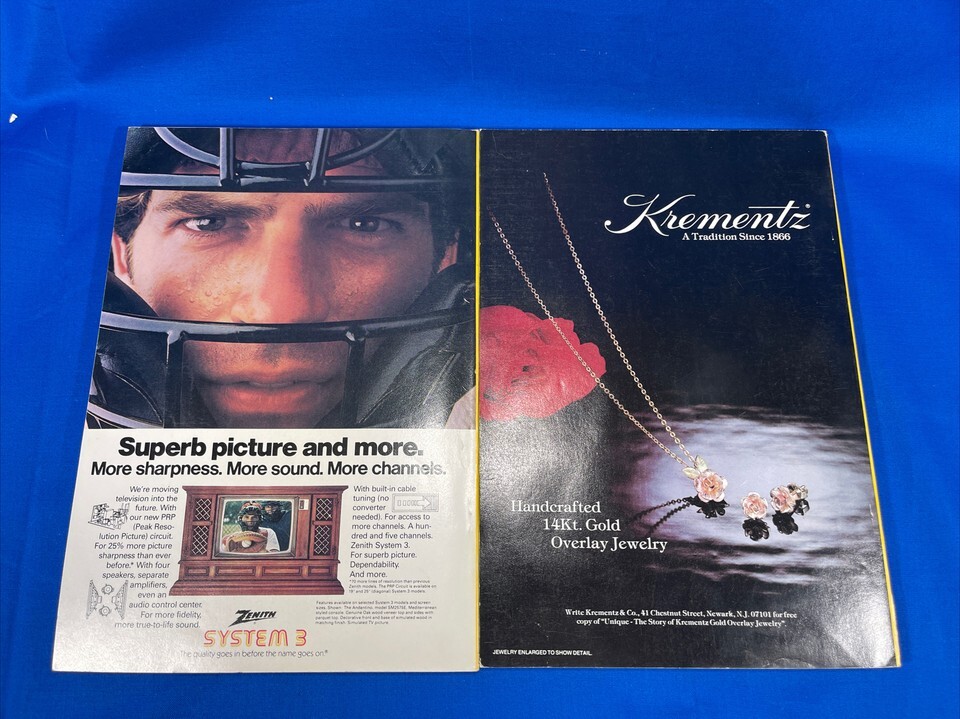 Superb picture and more.
More sharpness. More sound. More channels.
We're moving
television into the
future. With
our new PRP
(Peak Reso-
lution Picture) circuit.
For 25% more picture
sharpness than ever
before.* With four
speakers, separate
amplifiers,
even an
audio control center.
For more fidelity,
more true-to-life sound.
With built-in cable
tuning (no
converter
needed). For access to
more channels. A hun-
dred and five channels.
Zenith System 3.
For superb picture.
Dependability.
And more.
ZENITH
SYSTEM 3
The quality goes in before the name goes on.®
Krementz®
A Tradition Since 1866
Handcrafted
14Kt. Gold
Overlay Jewelry
Write Krementz & Co., 41 Chestnut Street, Newark, N.J. 07101 for free
copy of "Unique - The Story of Krementz Gold Overlay Jewelry"
JEWELRY ENLARGED TO SHOW DETAIL.